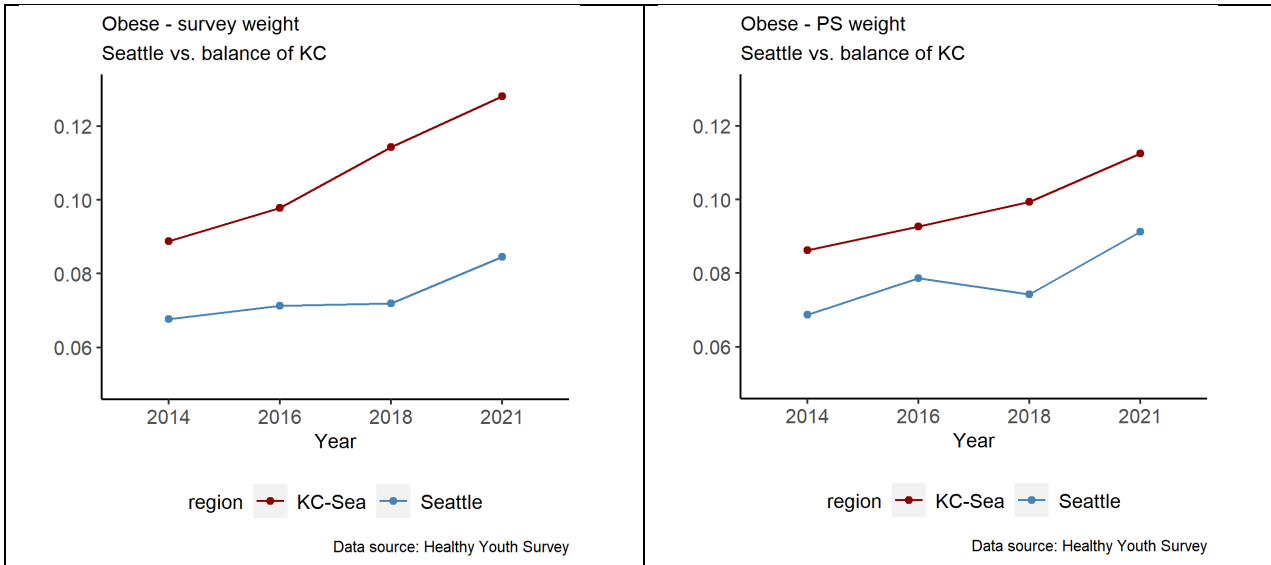 Obese - survey weight
Seattle vs. balance of KC
0.12
0.10
0.08
0.06
2014 2016 2018 2021
Year
region KC-Sea Seattle
Data source: Healthy Youth Survey
Obese - PS weight
Seattle vs. balance of KC
0.12
0.10
0.08
0.06
2014 2016 2018 2021
Year
region KC-Sea Seattle
Data source: Healthy Youth Survey